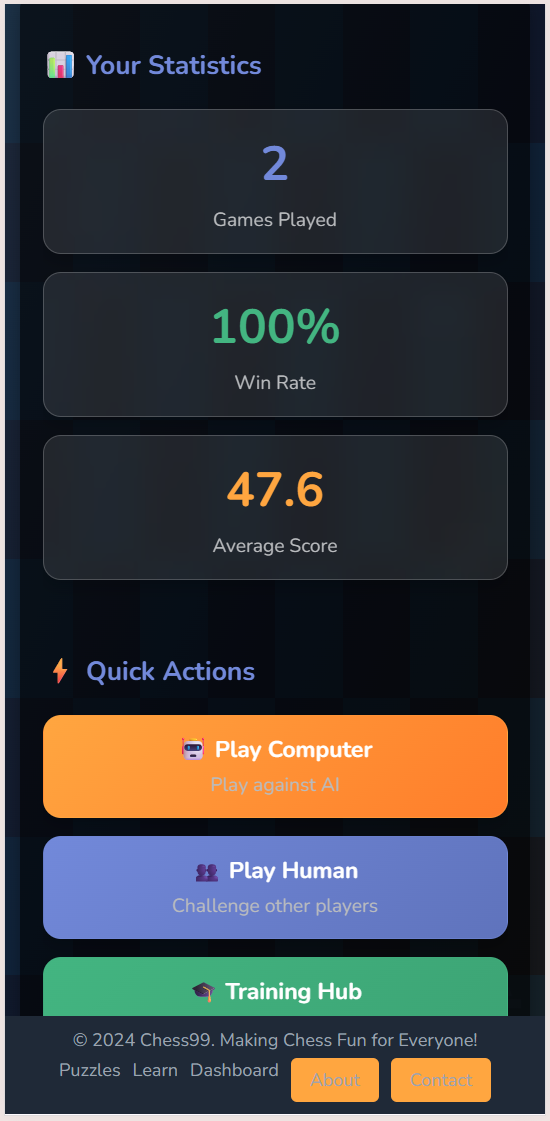 Your Statistics
2
Games Played
100%
Win Rate
47.6
Average Score
Quick Actions
Play Computer
Play against AI
Play Human
Challenge other players
Training Hub
© 2024 Chess99. Making Chess Fun for Everyone!
Puzzles Learn Dashboard About Contact